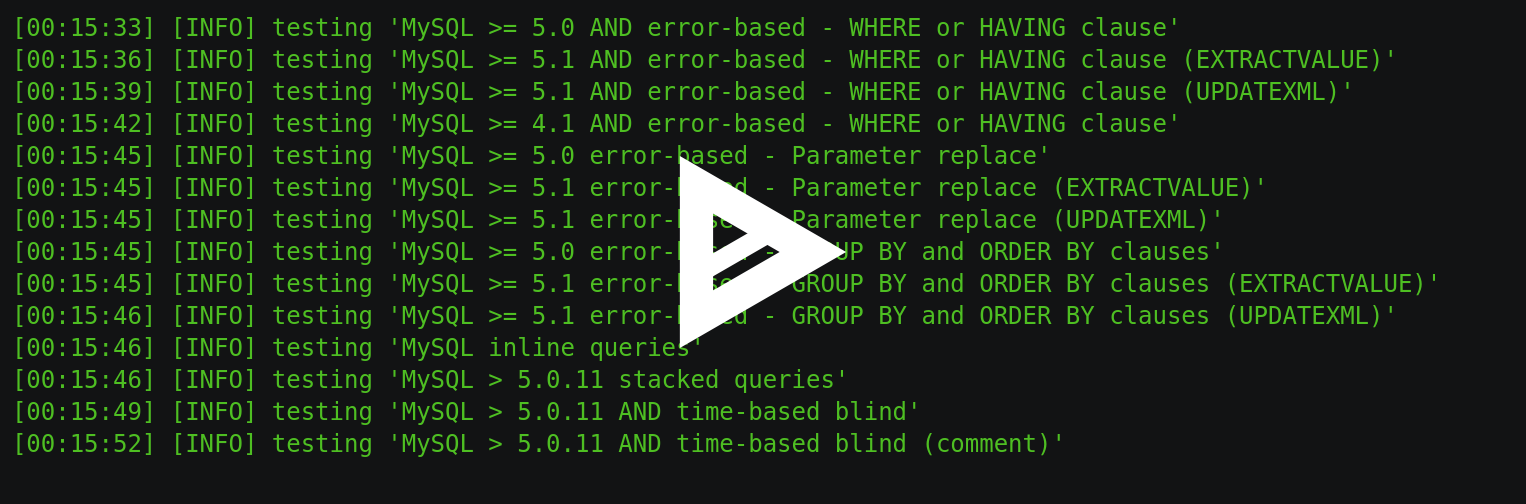 [00:15:33] [INFO] testing 'MySQL >= 5.0 AND error-based - WHERE or HAVING clause'
[00:15:36] [INFO] testing 'MySQL >= 5.1 AND error-based - WHERE or HAVING clause (EXTRACTVALUE)'
[00:15:39] [INFO] testing 'MySQL >= 5.1 AND error-based - WHERE or HAVING clause (UPDATEXML)'
[00:15:42] [INFO] testing 'MySQL >= 4.1 AND error-based - WHERE or HAVING clause'
[00:15:45] [INFO] testing 'MySQL >= 5.0 error-based - Parameter replace'
[00:15:45] [INFO] testing 'MySQL >= 5.1 error-based - Parameter replace (EXTRACTVALUE)'
[00:15:45] [INFO] testing 'MySQL >= 5.1 error-based - Parameter replace (UPDATEXML)'
[00:15:45] [INFO] testing 'MySQL >= 5.0 error-based - GROUP BY and ORDER BY clauses'
[00:15:45] [INFO] testing 'MySQL >= 5.1 error-based - GROUP BY and ORDER BY clauses (EXTRACTVALUE)'
[00:15:46] [INFO] testing 'MySQL >= 5.1 error-based - GROUP BY and ORDER BY clauses (UPDATEXML)'
[00:15:46] [INFO] testing 'MySQL inline queries'
[00:15:46] [INFO] testing 'MySQL > 5.0.11 stacked queries'
[00:15:49] [INFO] testing 'MySQL > 5.0.11 AND time-based blind'
[00:15:52] [INFO] testing 'MySQL > 5.0.11 AND time-based blind (comment)'